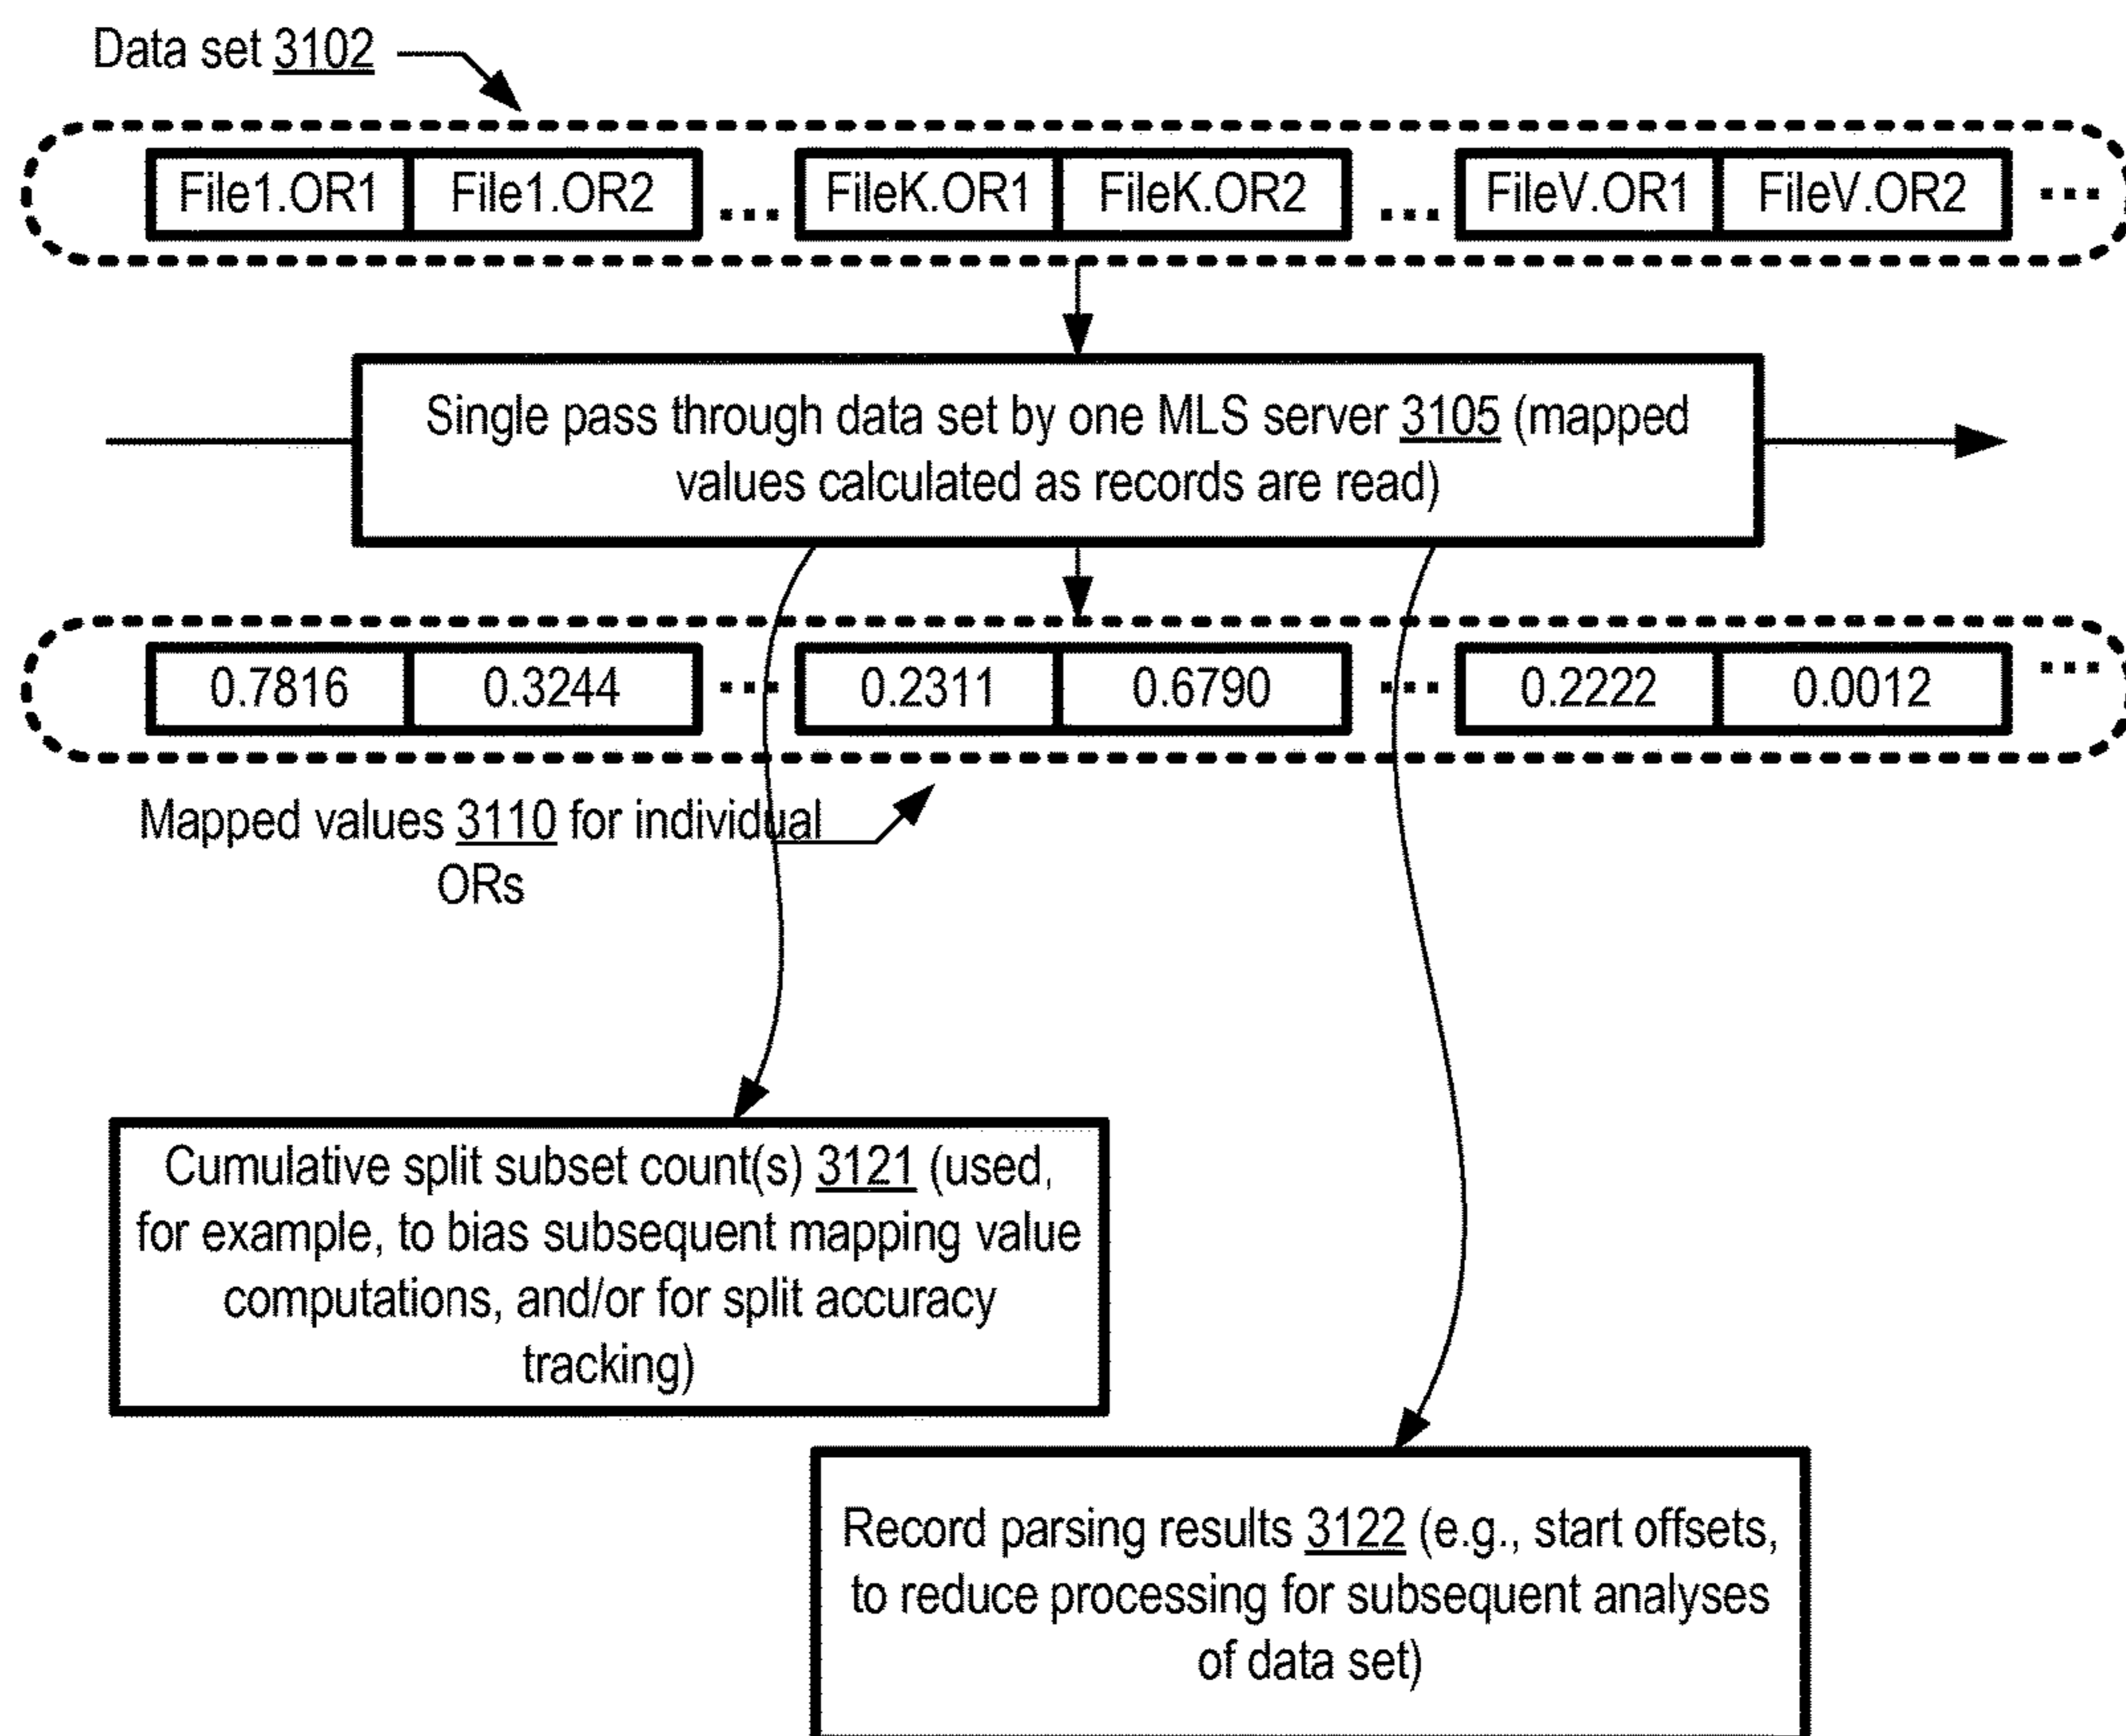 Data set 3102
File1.OR1 File1.OR2 ... FileK.OR1 FileK.OR2 ... FileV.OR1 FileV.OR2 ...
Single pass through data set by one MLS server 3105 (mapped
values calculated as records are read)
0.7816 0.3244 ... 0.2311 0.6790 ... 0.2222 0.0012 ...
Mapped values 3110 for individual
ORs
Cumulative split subset count(s) 3121 (used,
for example, to bias subsequent mapping value
computations, and/or for split accuracy
tracking)
Record parsing results 3122 (e.g., start offsets,
to reduce processing for subsequent analyses
of data set)